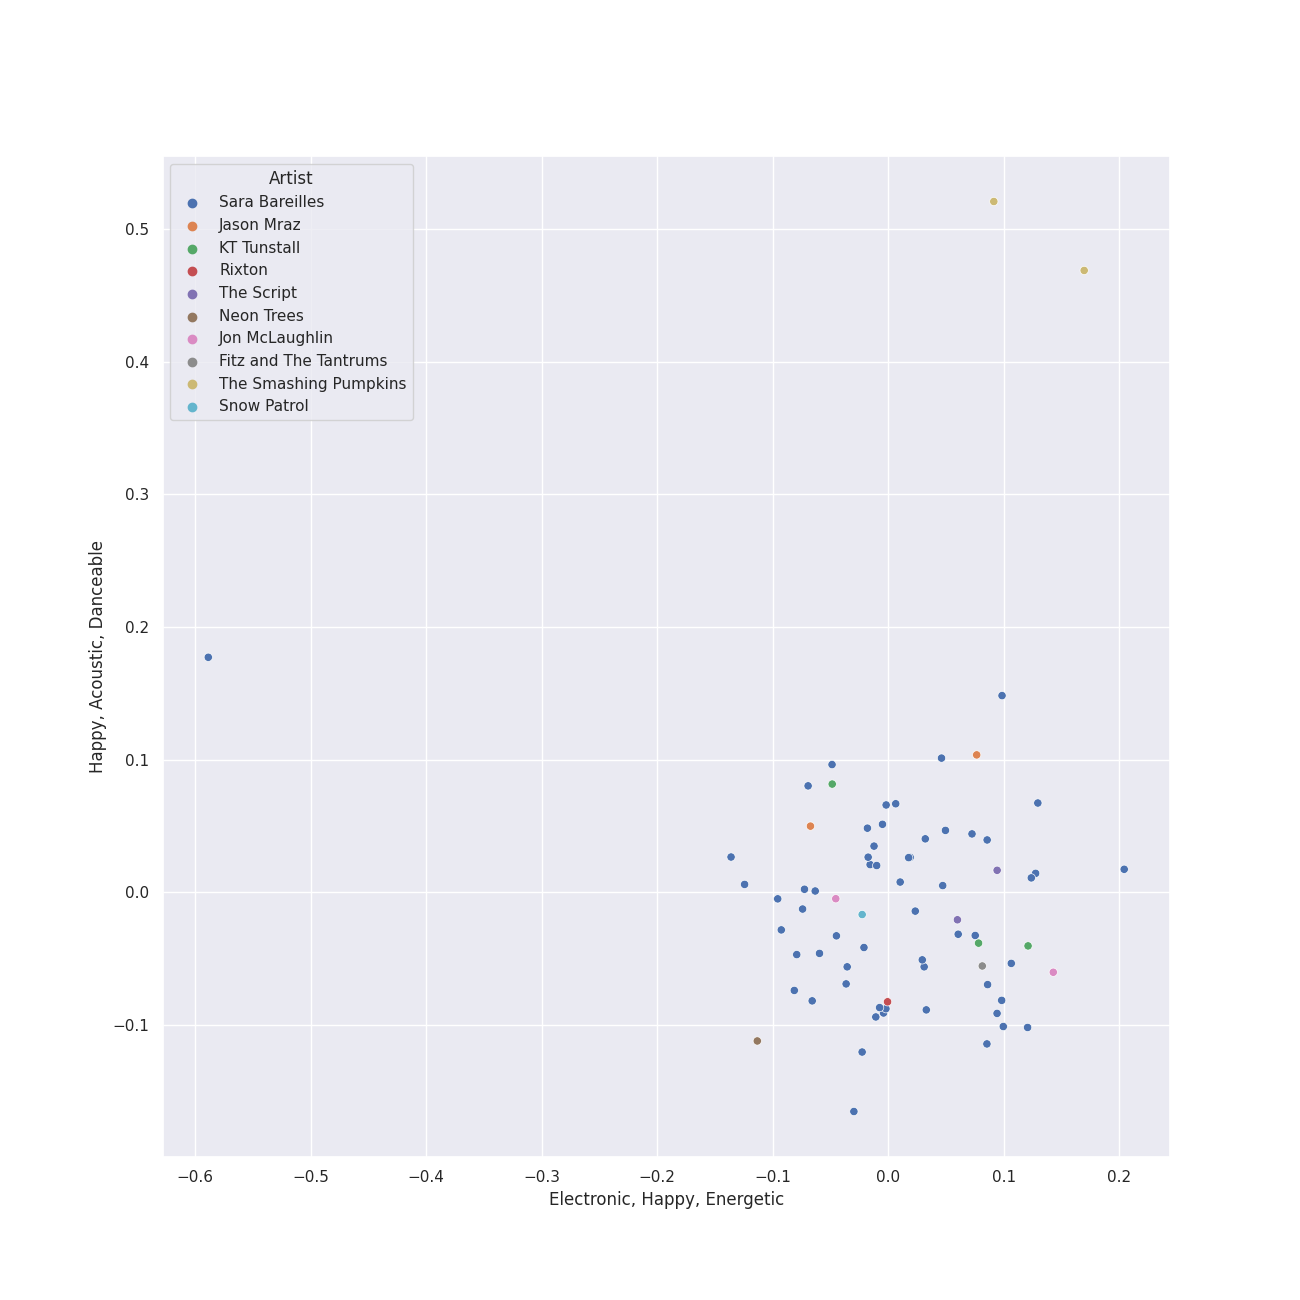 Artist
Sara Bareilles
Jason Mraz
KT Tunstall
Rixton
The Script
Neon Trees
Jon McLaughlin
Fitz and The Tantrums
The Smashing Pumpkins
Snow Patrol
0.5
0.4
0.3
0.2
0.1
0.0
−0.1
Happy, Acoustic, Danceable
−0.6 −0.5 −0.4 −0.3 −0.2 −0.1 0.0 0.1 0.2
Electronic, Happy, Energetic